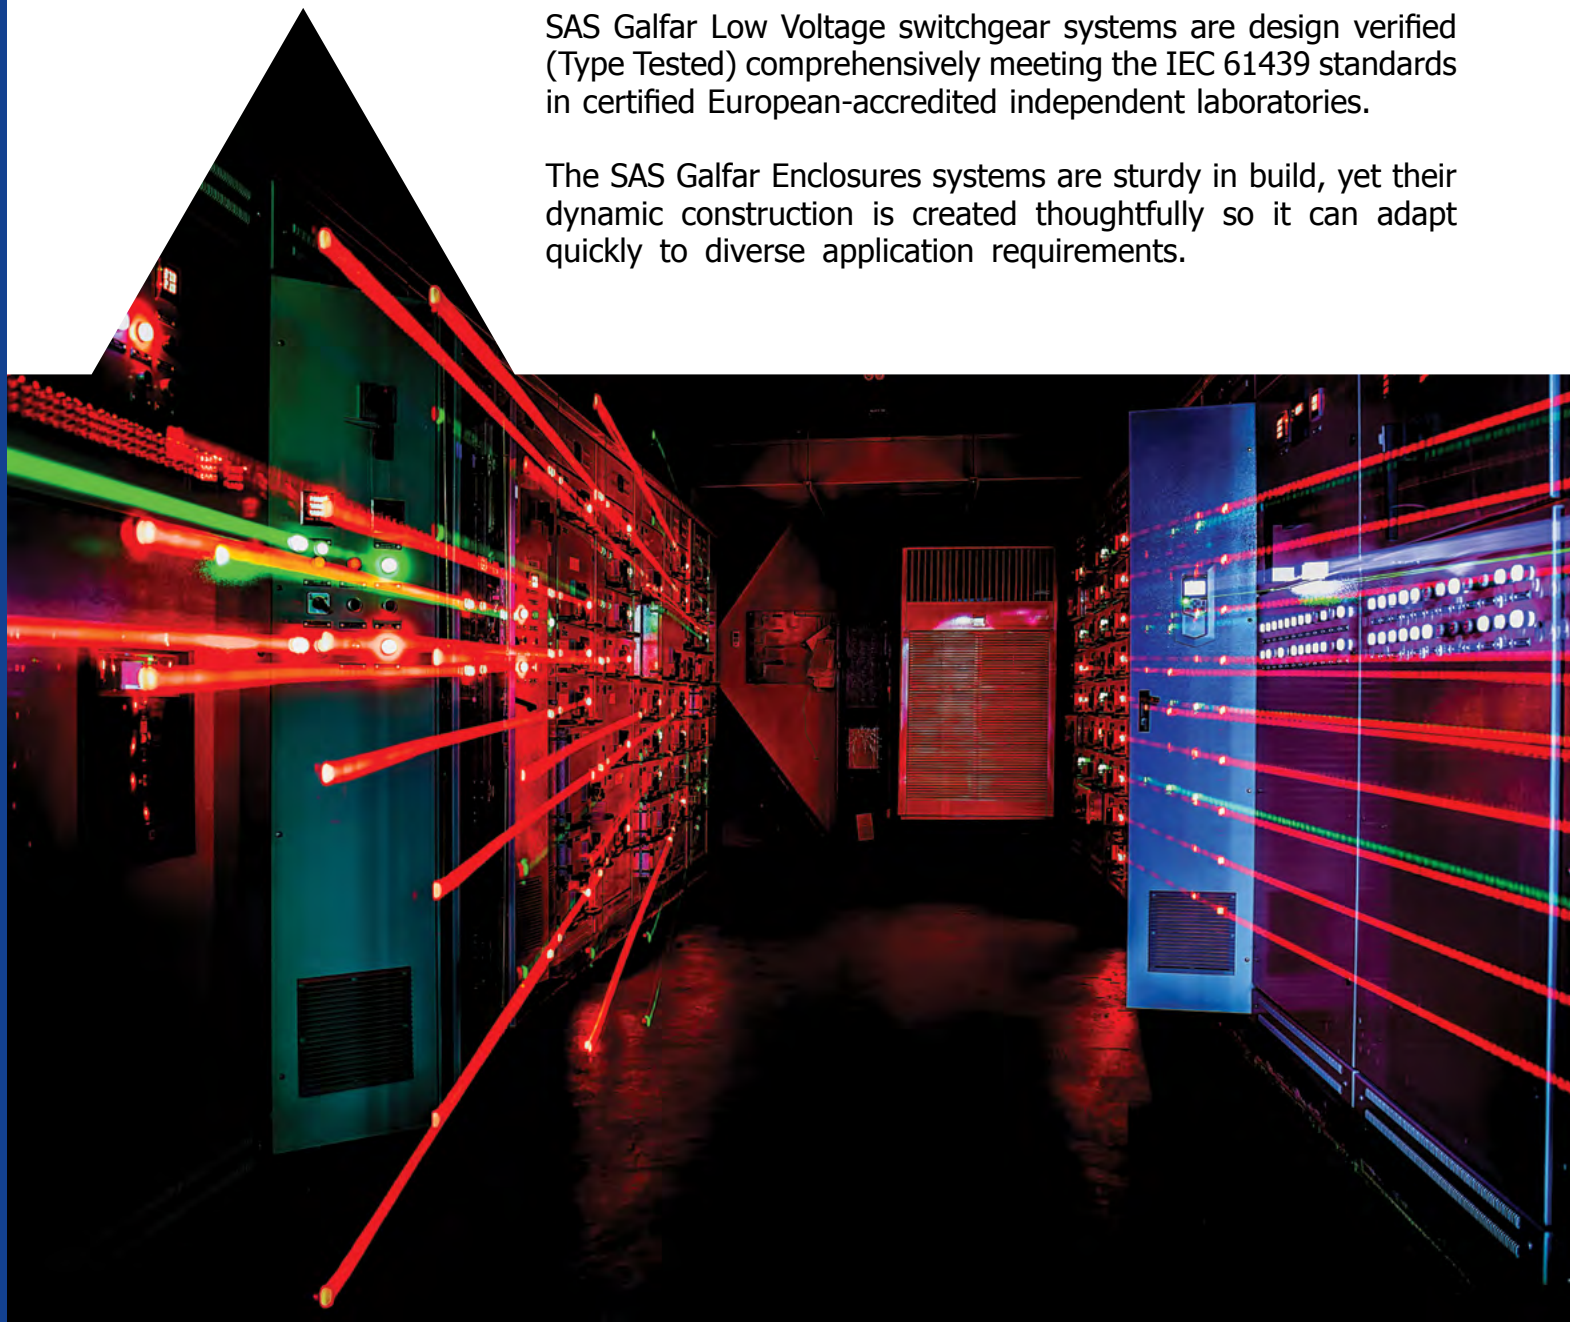 SAS Galfar Low Voltage switchgear systems are design verified
(Type Tested) comprehensively meeting the IEC 61439 standards
in certified European-accredited independent laboratories.
The SAS Galfar Enclosures systems are sturdy in build, yet their
dynamic construction is created thoughtfully so it can adapt
quickly to diverse application requirements.